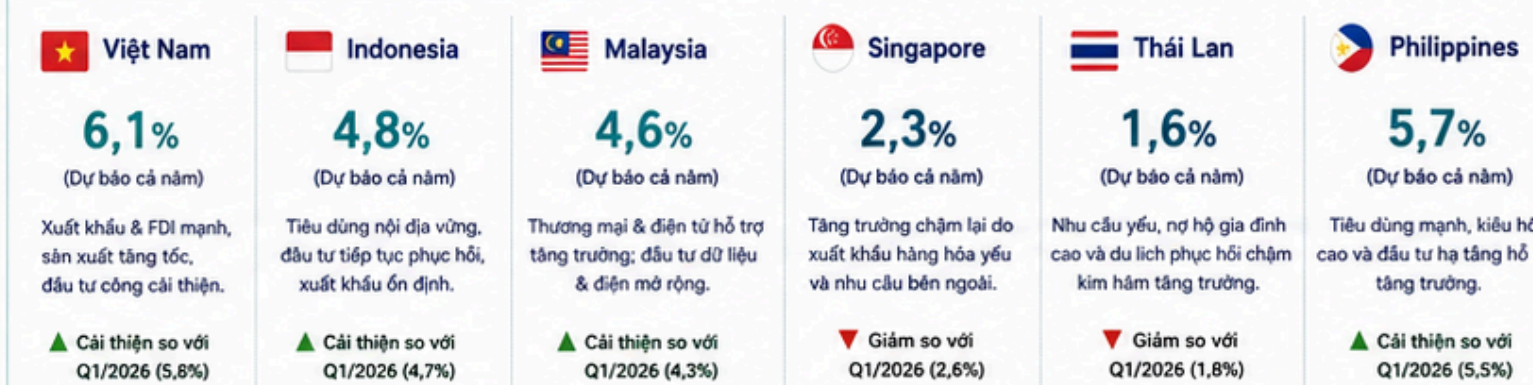 Việt Nam
6,1%
(Dự báo cả năm)
Xuất khẩu & FDI mạnh,
sản xuất tăng tốc,
đầu tư công cải thiện.
Cải thiện so với
Q1/2026 (5,8%)
Indonesia
4,8%
(Dự báo cả năm)
Tiêu dùng nội địa vững,
đầu tư tiếp tục phục hồi,
xuất khẩu ổn định.
Cải thiện so với
Q1/2026 (4,7%)
Malaysia
4,6%
(Dự báo cả năm)
Thương mại & điện tử hỗ trợ
tăng trưởng; đầu tư dữ liệu
& điện mở rộng.
Cải thiện so với
Q1/2026 (4,3%)
Singapore
2,3%
(Dự báo cả năm)
Tăng trưởng chậm lại do
xuất khẩu hàng hóa yếu
và nhu cầu bên ngoài.
Giảm so với
Q1/2026 (2,6%)
Thái Lan
1,6%
(Dự báo cả năm)
Nhu cầu yếu, nợ hộ gia đình
cao và du lich phục hồi chậm
kim hãm tăng trưởng.
Giảm so với
Q1/2026 (1,8%)
Philippines
5,7%
(Dự báo cả năm)
Tiêu dùng mạnh, kiều
cao và đầu tư hạ tầng hỗ
tăng trưởng.
Cải thiện so với
Q1/2026 (5,5%)